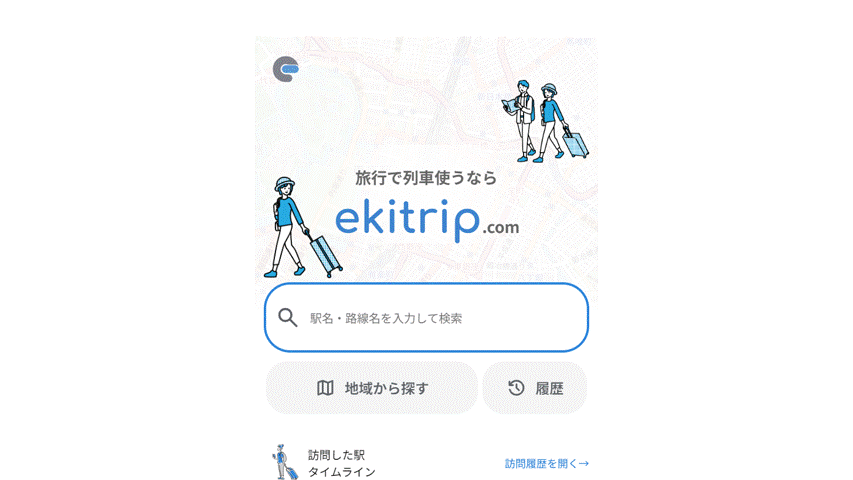 旅行で列車使うなら
ekitrip.com
駅名・路線名を入力して検索
地域から探す
履歴
訪問した駅
タイムライン
訪問履歴を開く→